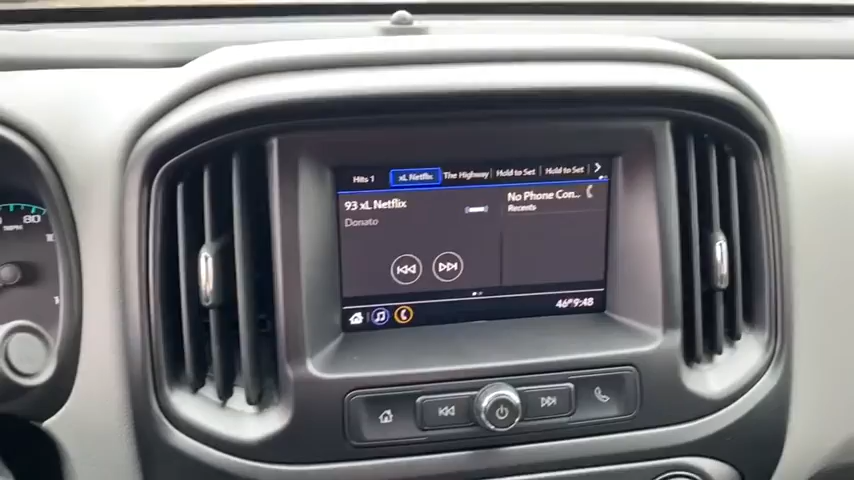 Hits 1
xL Netflix
The Highway
Hold to Set
Hold to Set
93 xL Netflix
Donato
No Phone Con...
Recents
46° 9:48
80
MPH